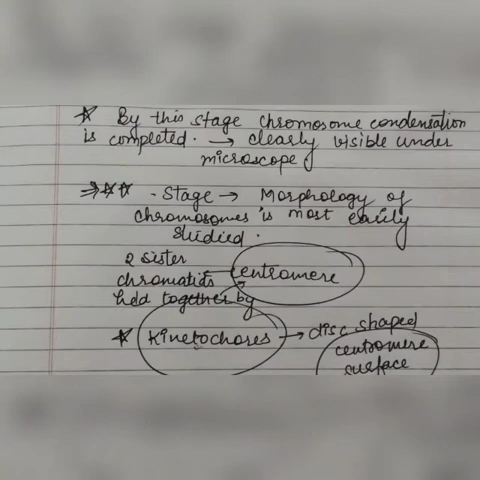 ☆ By this stage chromosome condensation
is completed. → clearly visible under
microscope
⇒☆☆ . Stage → Morphology of
chromosomes is most easily
studied.
2 sister
chromatids centromere
held together by
☆ Kinetochores → disc shaped
centromere
surface